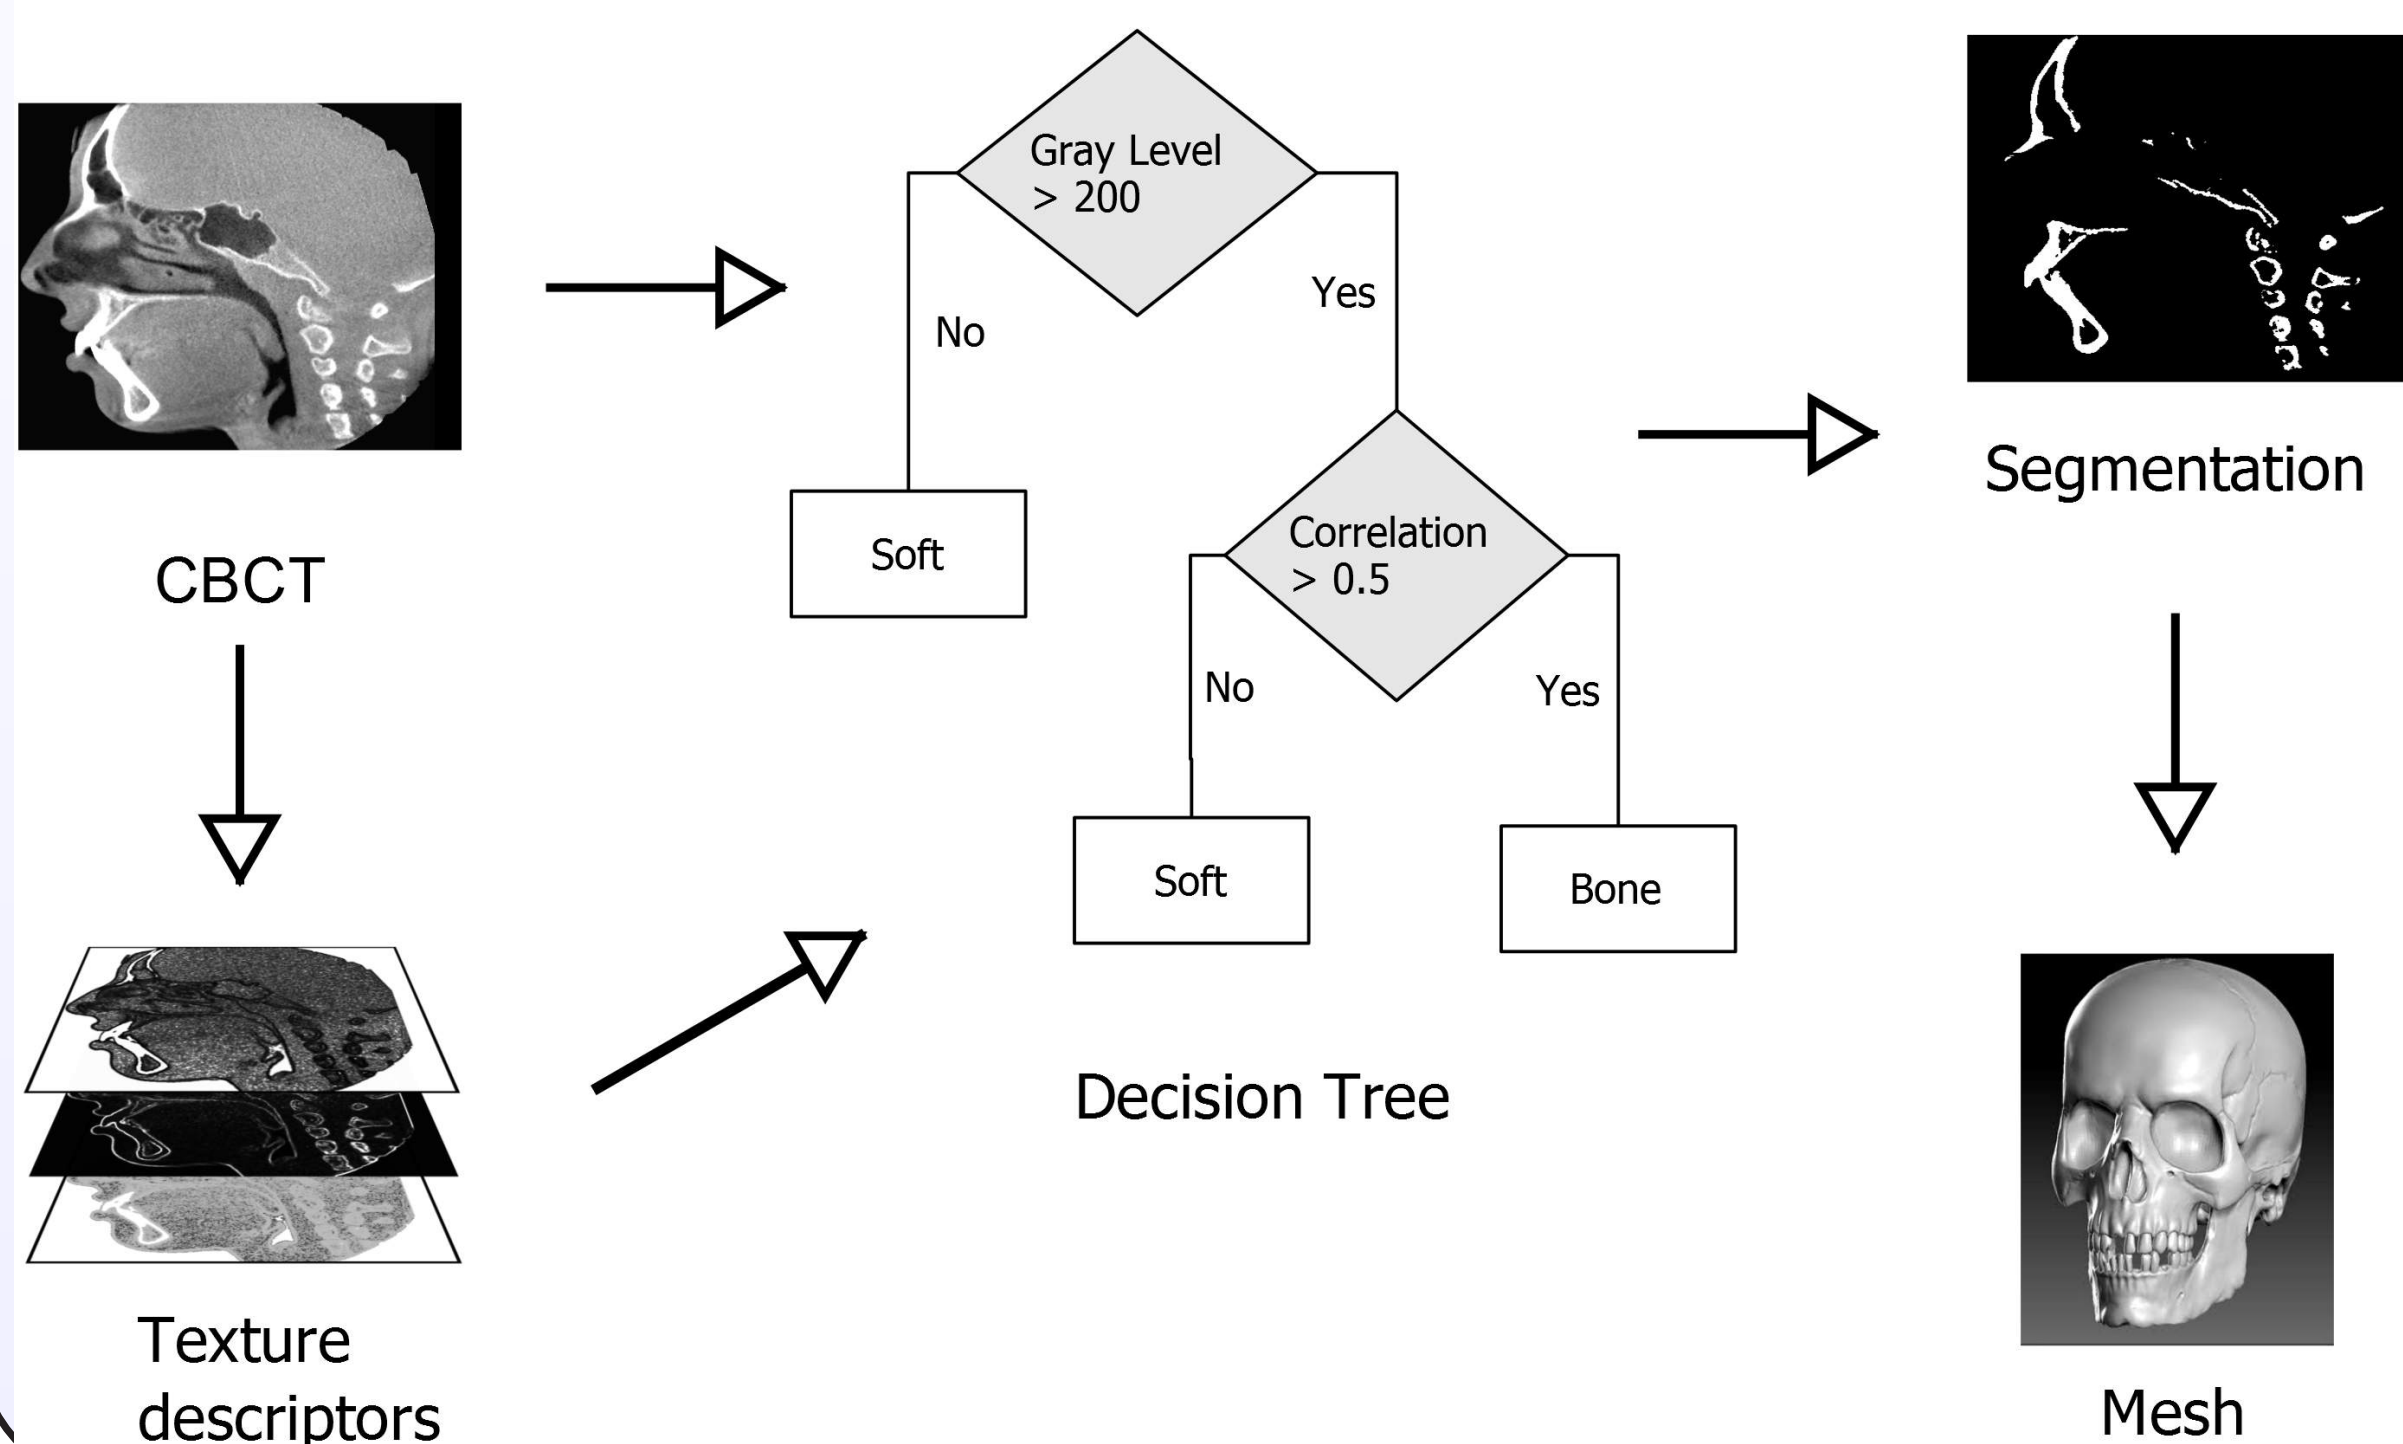 Gray Level
> 200
No
Yes
Soft
Correlation
> 0.5
No
Yes
Soft
Bone
Decision Tree
CBCT
Texture
descriptors
Segmentation
Mesh